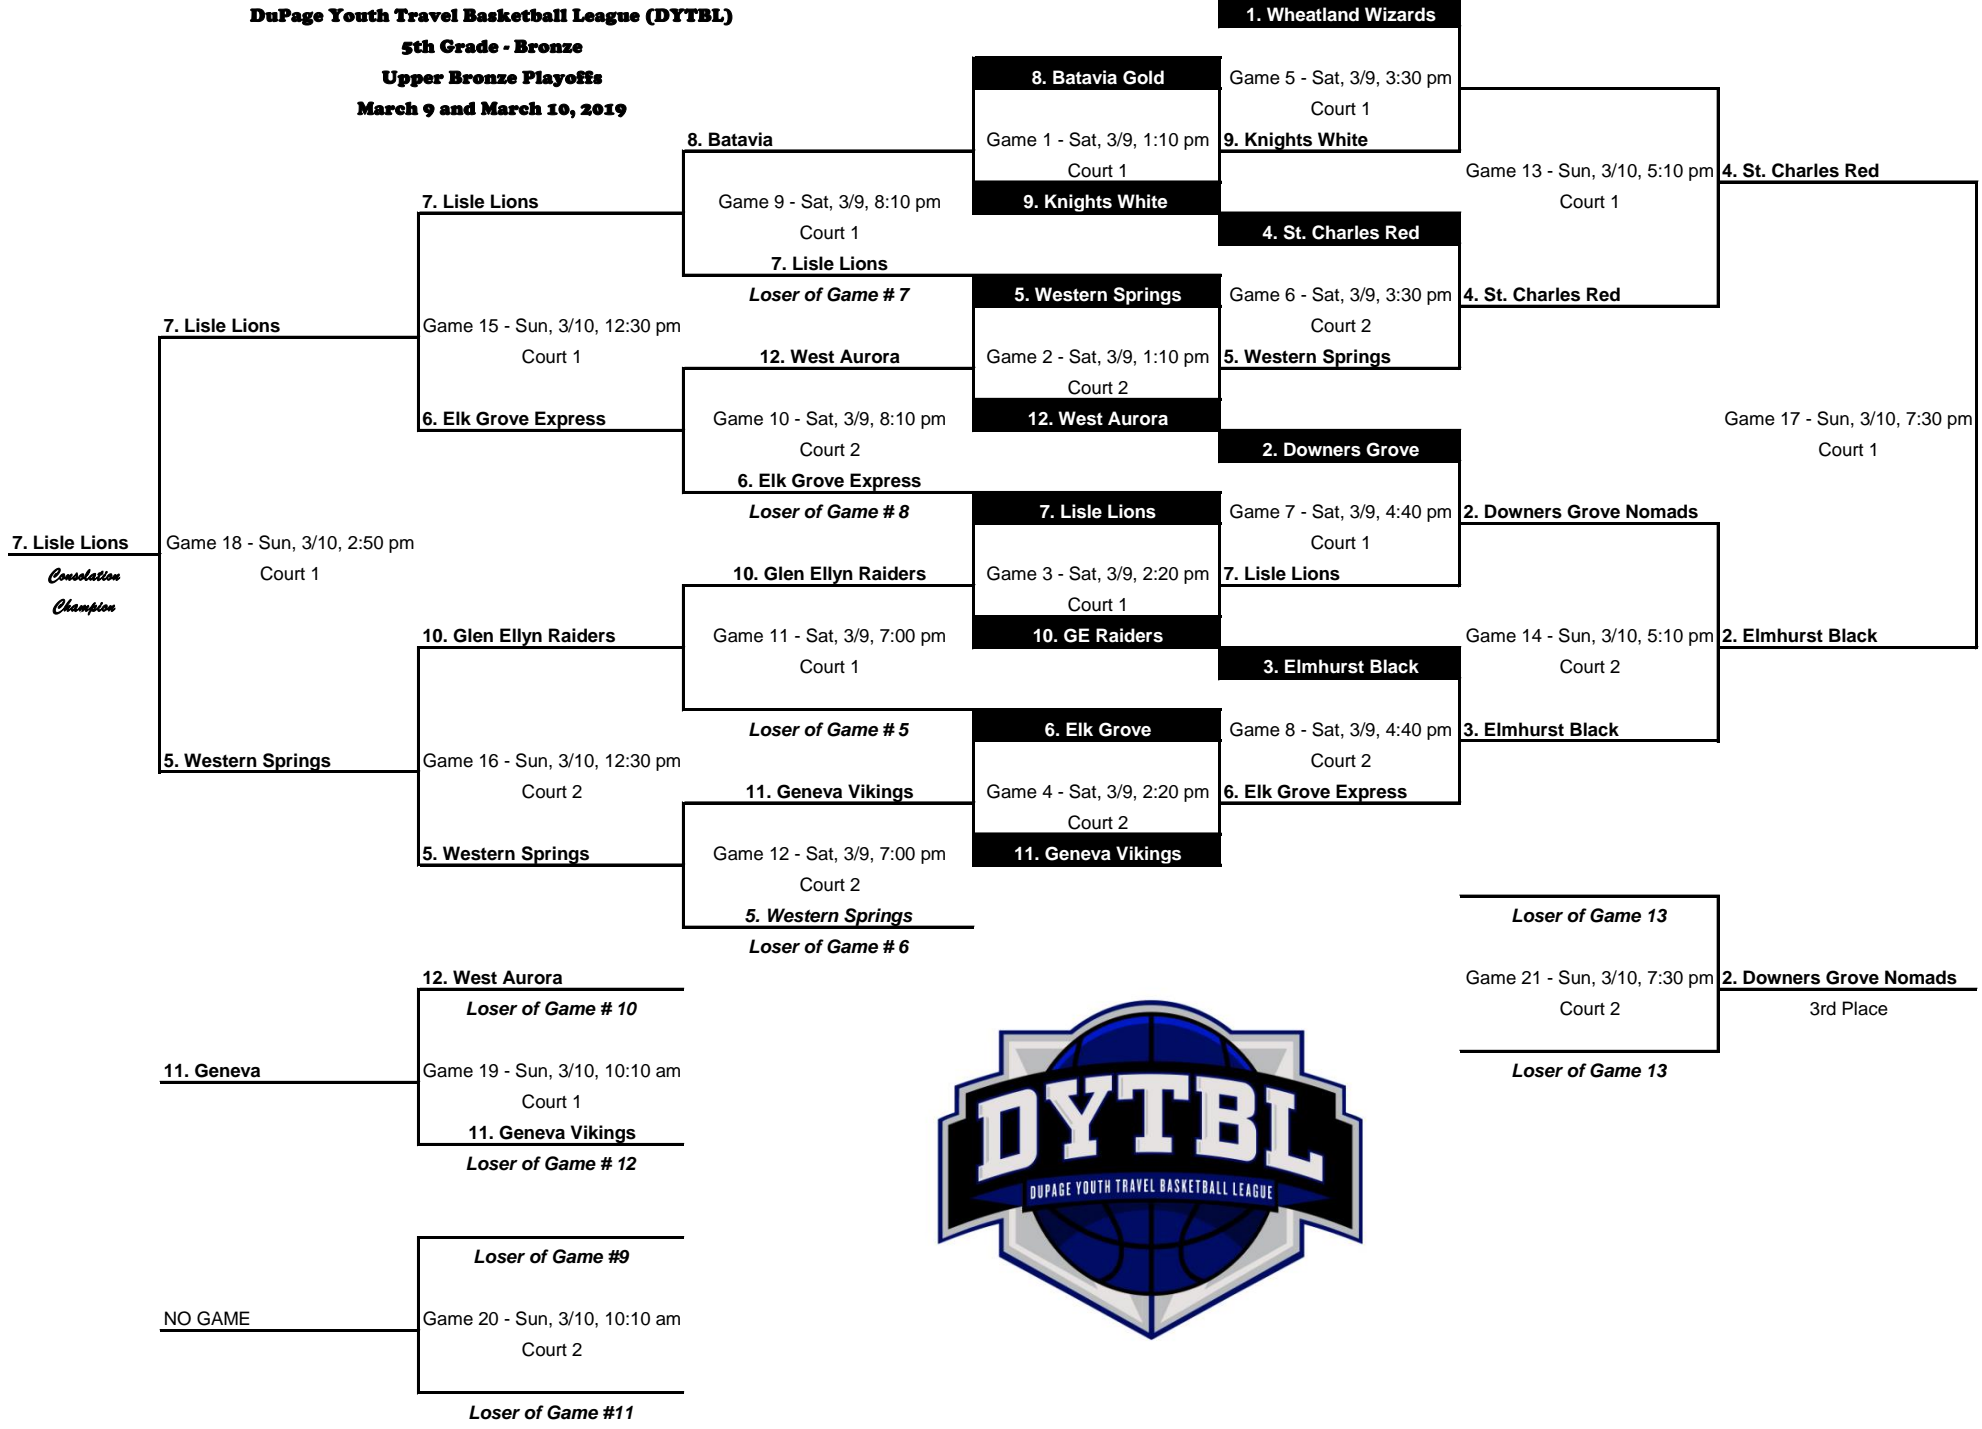 DuPage Youth Travel Basketball League (DYTBL)
5th Grade - Bronze
Upper Bronze Playoffs
March 9 and March 10, 2019
7. Lisle Lions
Consolation
Champion
7. Lisle Lions
Game 18 - Sun, 3/10, 2:50 pm
Court 1
5. Western Springs
7. Lisle Lions
Game 15 - Sun, 3/10, 12:30 pm
Court 1
6. Elk Grove Express
10. Glen Ellyn Raiders
Game 16 - Sun, 3/10, 12:30 pm
Court 2
5. Western Springs
8. Batavia
Game 9 - Sat, 3/9, 8:10 pm
Court 1
7. Lisle Lions
Loser of Game # 7
12. West Aurora
Game 10 - Sat, 3/9, 8:10 pm
Court 2
6. Elk Grove Express
Loser of Game # 8
10. Glen Ellyn Raiders
Game 11 - Sat, 3/9, 7:00 pm
Court 1
Loser of Game # 5
11. Geneva Vikings
Game 12 - Sat, 3/9, 7:00 pm
Court 2
5. Western Springs
Loser of Game # 6
8. Batavia Gold
Game 1 - Sat, 3/9, 1:10 pm
Court 1
9. Knights White
5. Western Springs
Game 2 - Sat, 3/9, 1:10 pm
Court 2
12. West Aurora
7. Lisle Lions
Game 3 - Sat, 3/9, 2:20 pm
Court 1
10. GE Raiders
6. Elk Grove
Game 4 - Sat, 3/9, 2:20 pm
Court 2
11. Geneva Vikings
1. Wheatland Wizards
Game 5 - Sat, 3/9, 3:30 pm
Court 1
9. Knights White
4. St. Charles Red
Game 6 - Sat, 3/9, 3:30 pm
Court 2
5. Western Springs
2. Downers Grove
Game 7 - Sat, 3/9, 4:40 pm
Court 1
7. Lisle Lions
3. Elmhurst Black
Game 8 - Sat, 3/9, 4:40 pm
Court 2
6. Elk Grove Express
Game 13 - Sun, 3/10, 5:10 pm
Court 1
4. St. Charles Red
2. Downers Grove Nomads
Game 14 - Sun, 3/10, 5:10 pm
Court 2
3. Elmhurst Black
4. St. Charles Red
Game 17 - Sun, 3/10, 7:30 pm
Court 1
2. Elmhurst Black
Loser of Game 13
Game 21 - Sun, 3/10, 7:30 pm
Court 2
Loser of Game 13
2. Downers Grove Nomads
3rd Place
12. West Aurora
Loser of Game # 10
11. Geneva
Game 19 - Sun, 3/10, 10:10 am
Court 1
11. Geneva Vikings
Loser of Game # 12
Loser of Game #9
NO GAME
Game 20 - Sun, 3/10, 10:10 am
Court 2
Loser of Game #11
DYTBL
DUPAGE YOUTH TRAVEL BASKETBALL LEAGUE